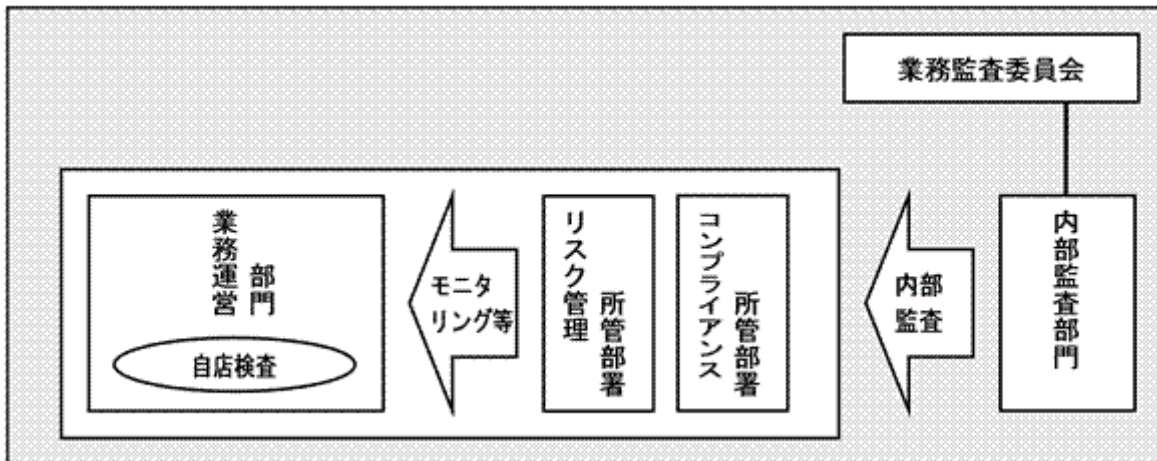 業務監査委員会
業務運営
部門
自店検査
モニタ
リング等
リスク管理
所管部署
コンプライアンス
所管部署
内部
監査
内部監査部門